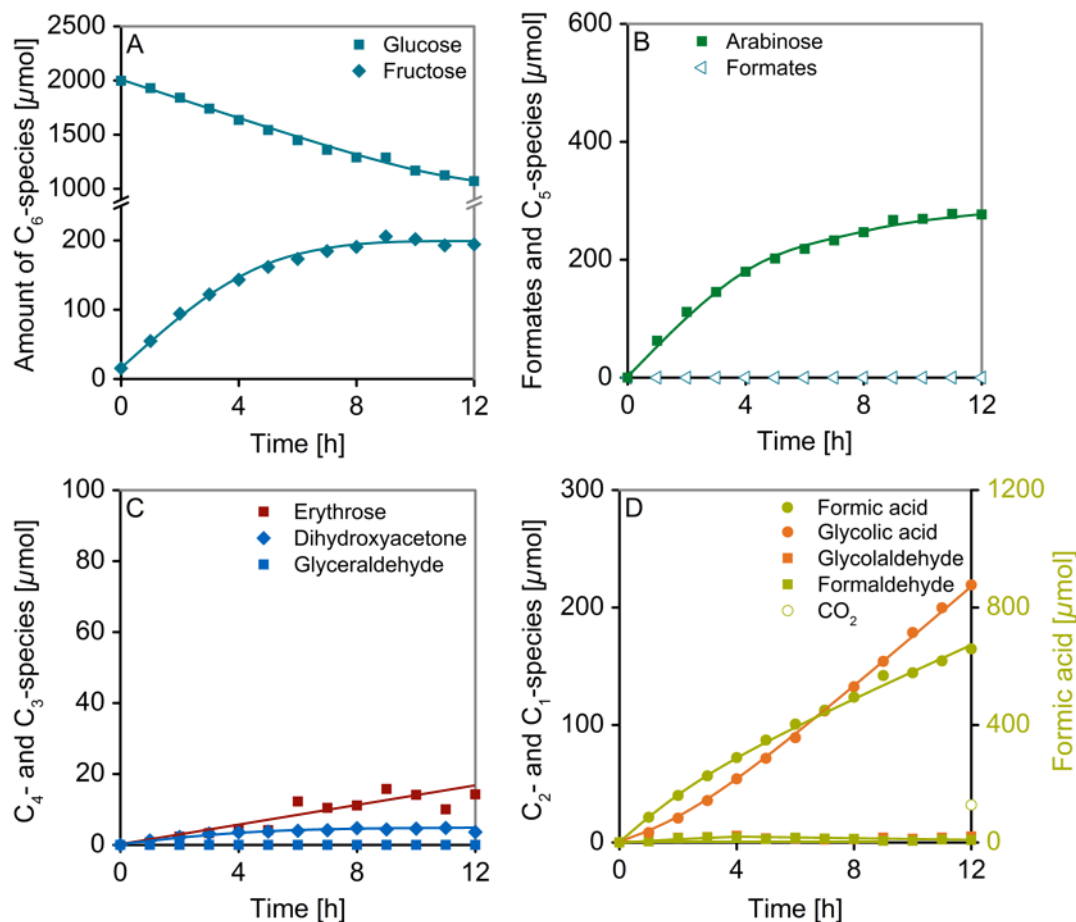 A
Glucose
Fructose
Amount of C6-species [µmol]
2500
2000
1500
1000
200
100
0
0 4 8 12
Time [h]
B
Arabinose
Formates
Formates and C5-species [µmol]
600
400
200
0
0 4 8 12
Time [h]
C
Erythrose
Dihydroxyacetone
Glyceraldehyde
C4- and C3-species [µmol]
100
80
60
40
20
0
0 4 8 12
Time [h]
D
Formic acid
Glycolic acid
Glycolaldehyde
Formaldehyde
CO2
C2- and C1-species [µmol]
300
200
100
0
0 4 8 12
Time [h]
1200
800
400
0
Formic acid [µmol]